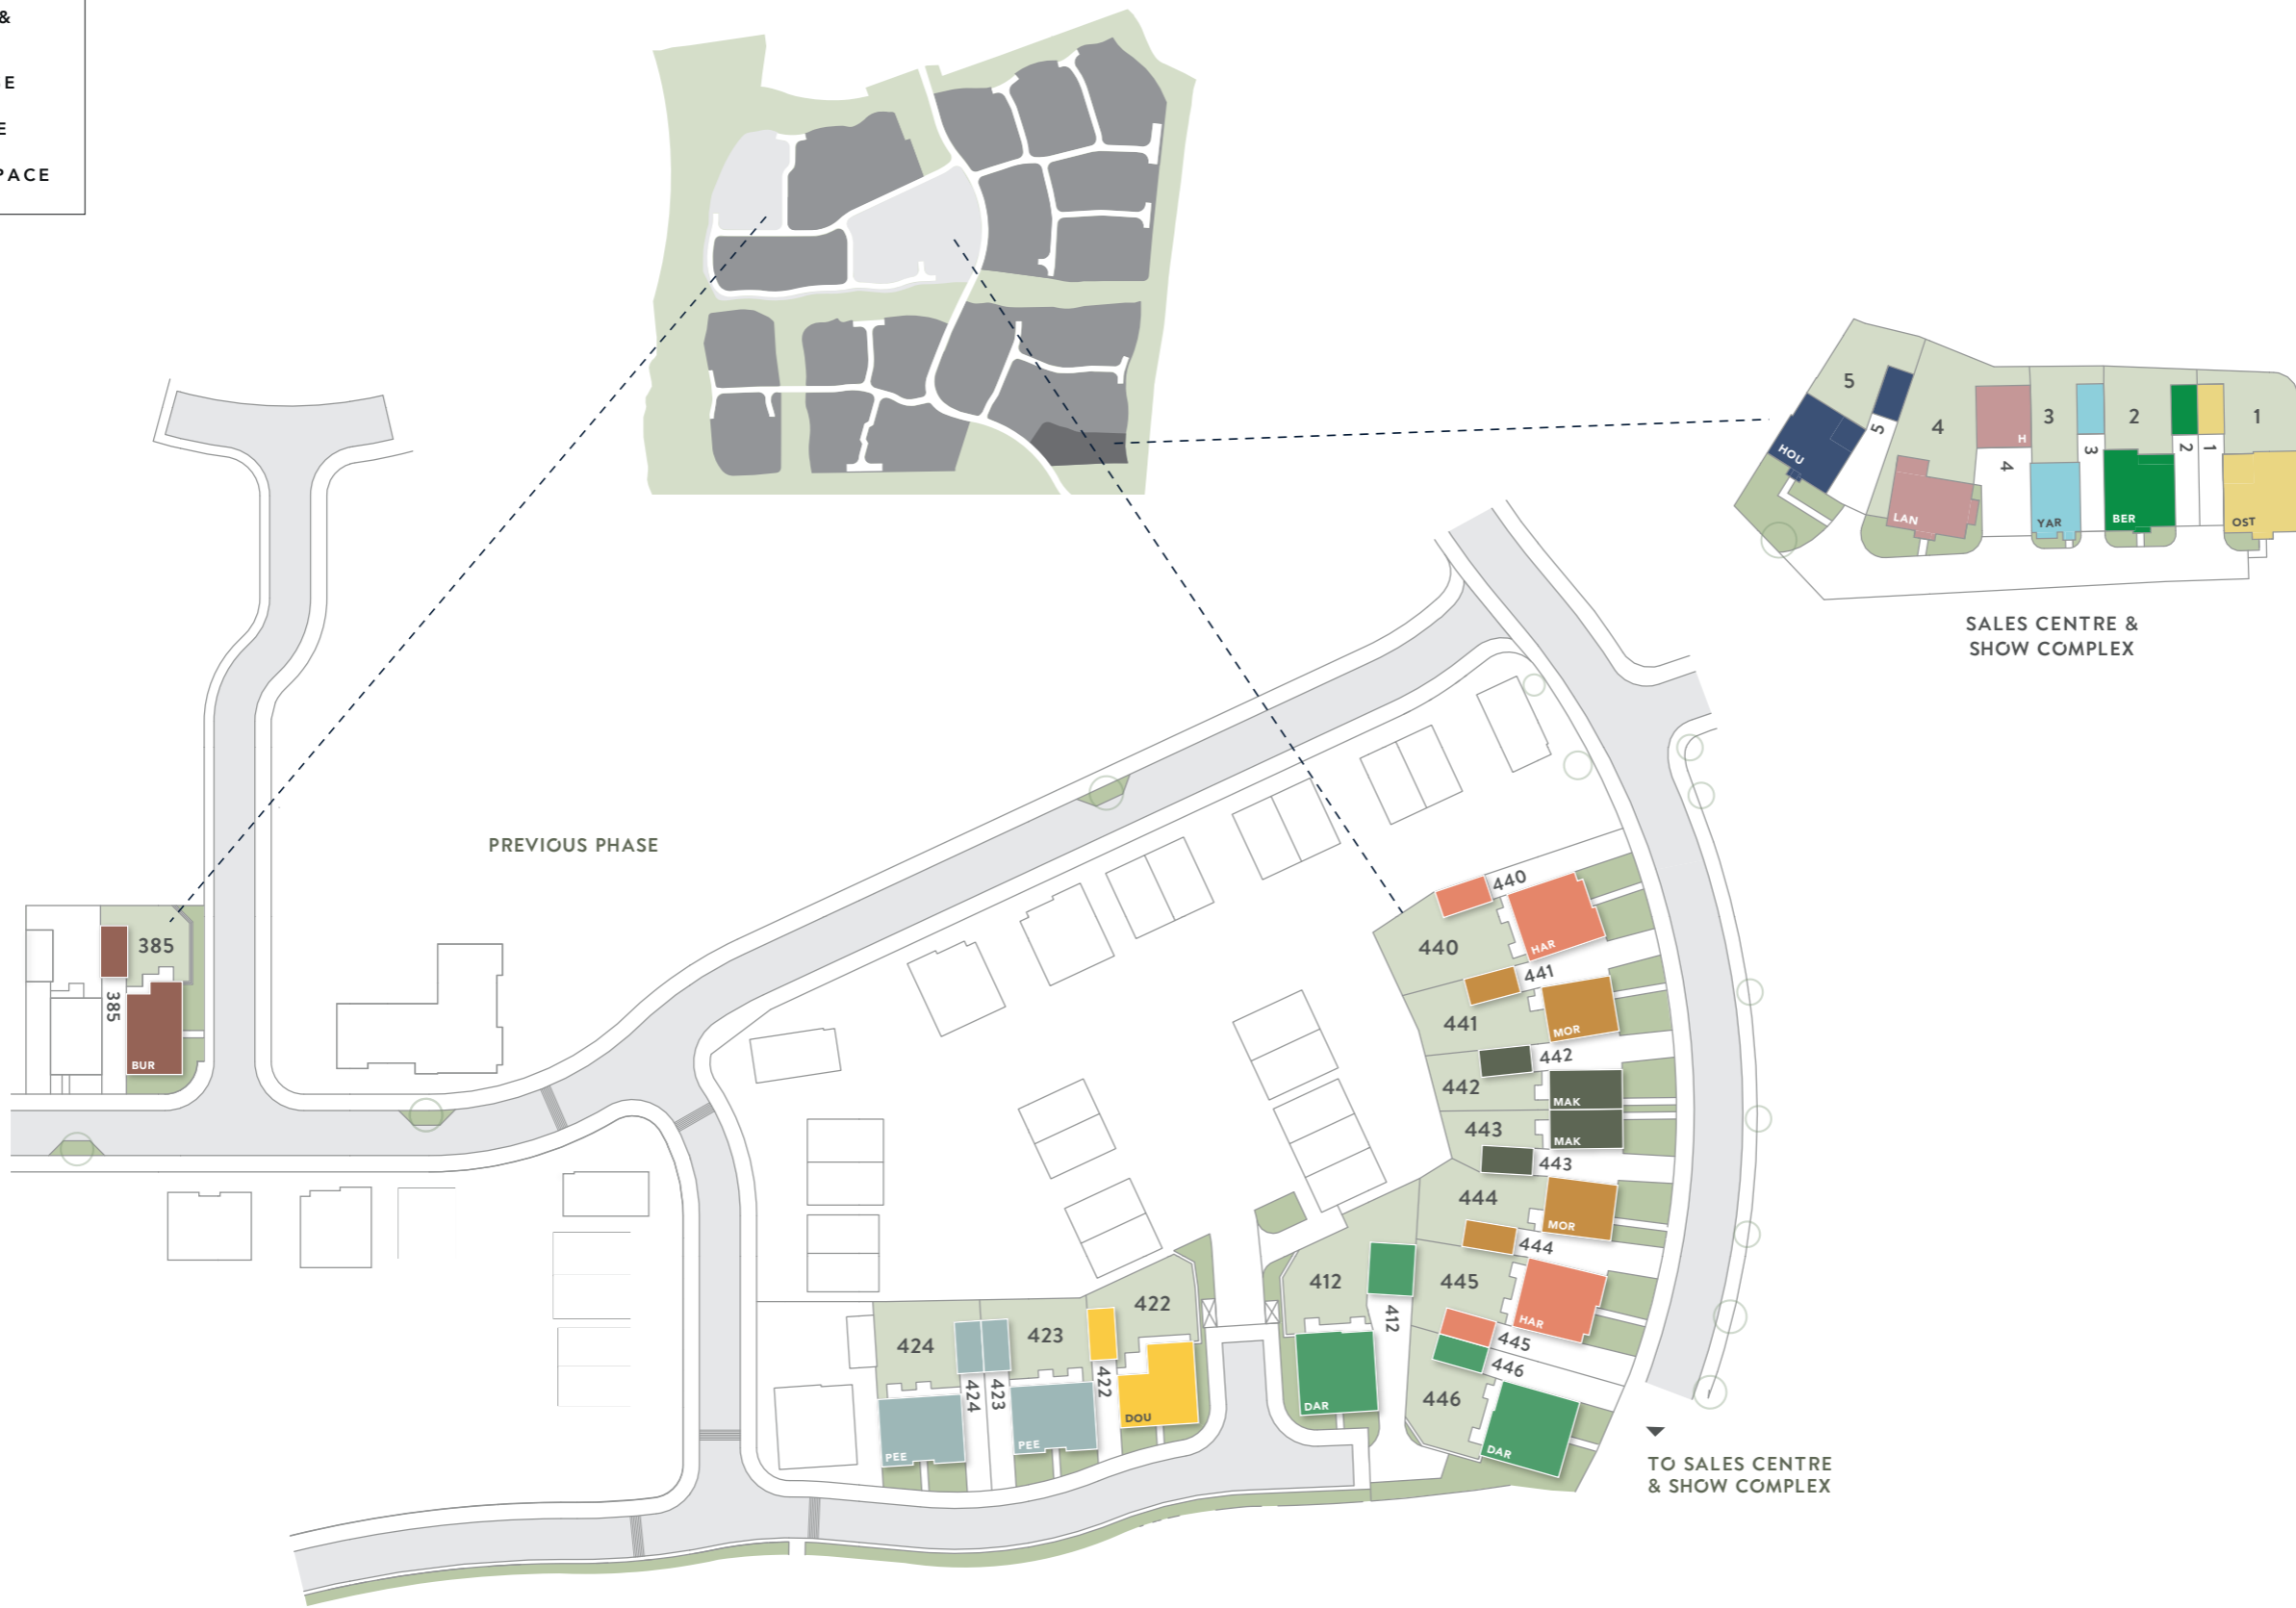 &
E
E
PACE
5
HOU
5
4
LAN
H
4
3
YAR
3
2
BER
2
1
1
OST
SALES CENTRE &
SHOW COMPLEX
PREVIOUS PHASE
385
385
BUR
440
440
HAR
441
441
MOR
442
442
MAK
443
MAK
443
444
MOR
444
445
HAR
445
446
446
DAR
412
412
DAR
422
422
DOU
423
423
PEE
424
424
PEE
TO SALES CENTRE
& SHOW COMPLEX